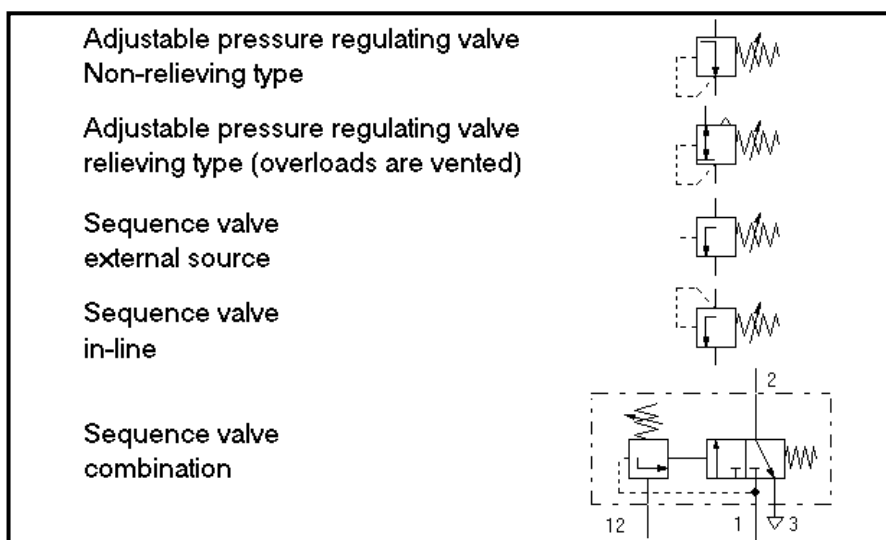 Adjustable pressure regulating valve
Non-relieving type
Adjustable pressure regulating valve
relieving type (overloads are vented)
Sequence valve
external source
Sequence valve
in-line
2
Sequence valve
combination
12
1
3